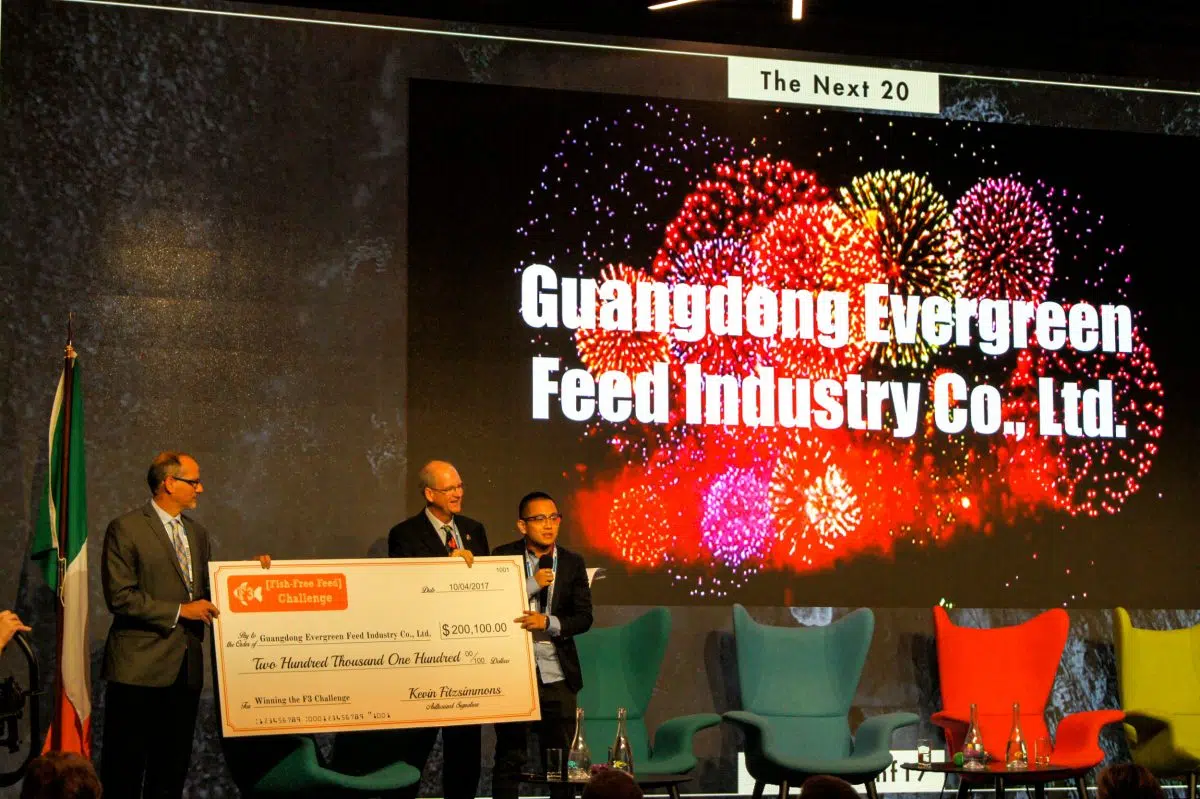 The Next 20
Guangdong Evergreen
Feed Industry Co., Ltd.
1001
F3 [Fish-Free Feed]
Challenge
Date 10/04/2017
Pay to
the Order of Guangdong Evergreen Feed Industry Co., Ltd. $ 200,100.00
Two Hundred Thousand One Hundred 00/100 Dollars
For Winning the F3 Challenge Kevin Fitzsimmons
Authorized Signature